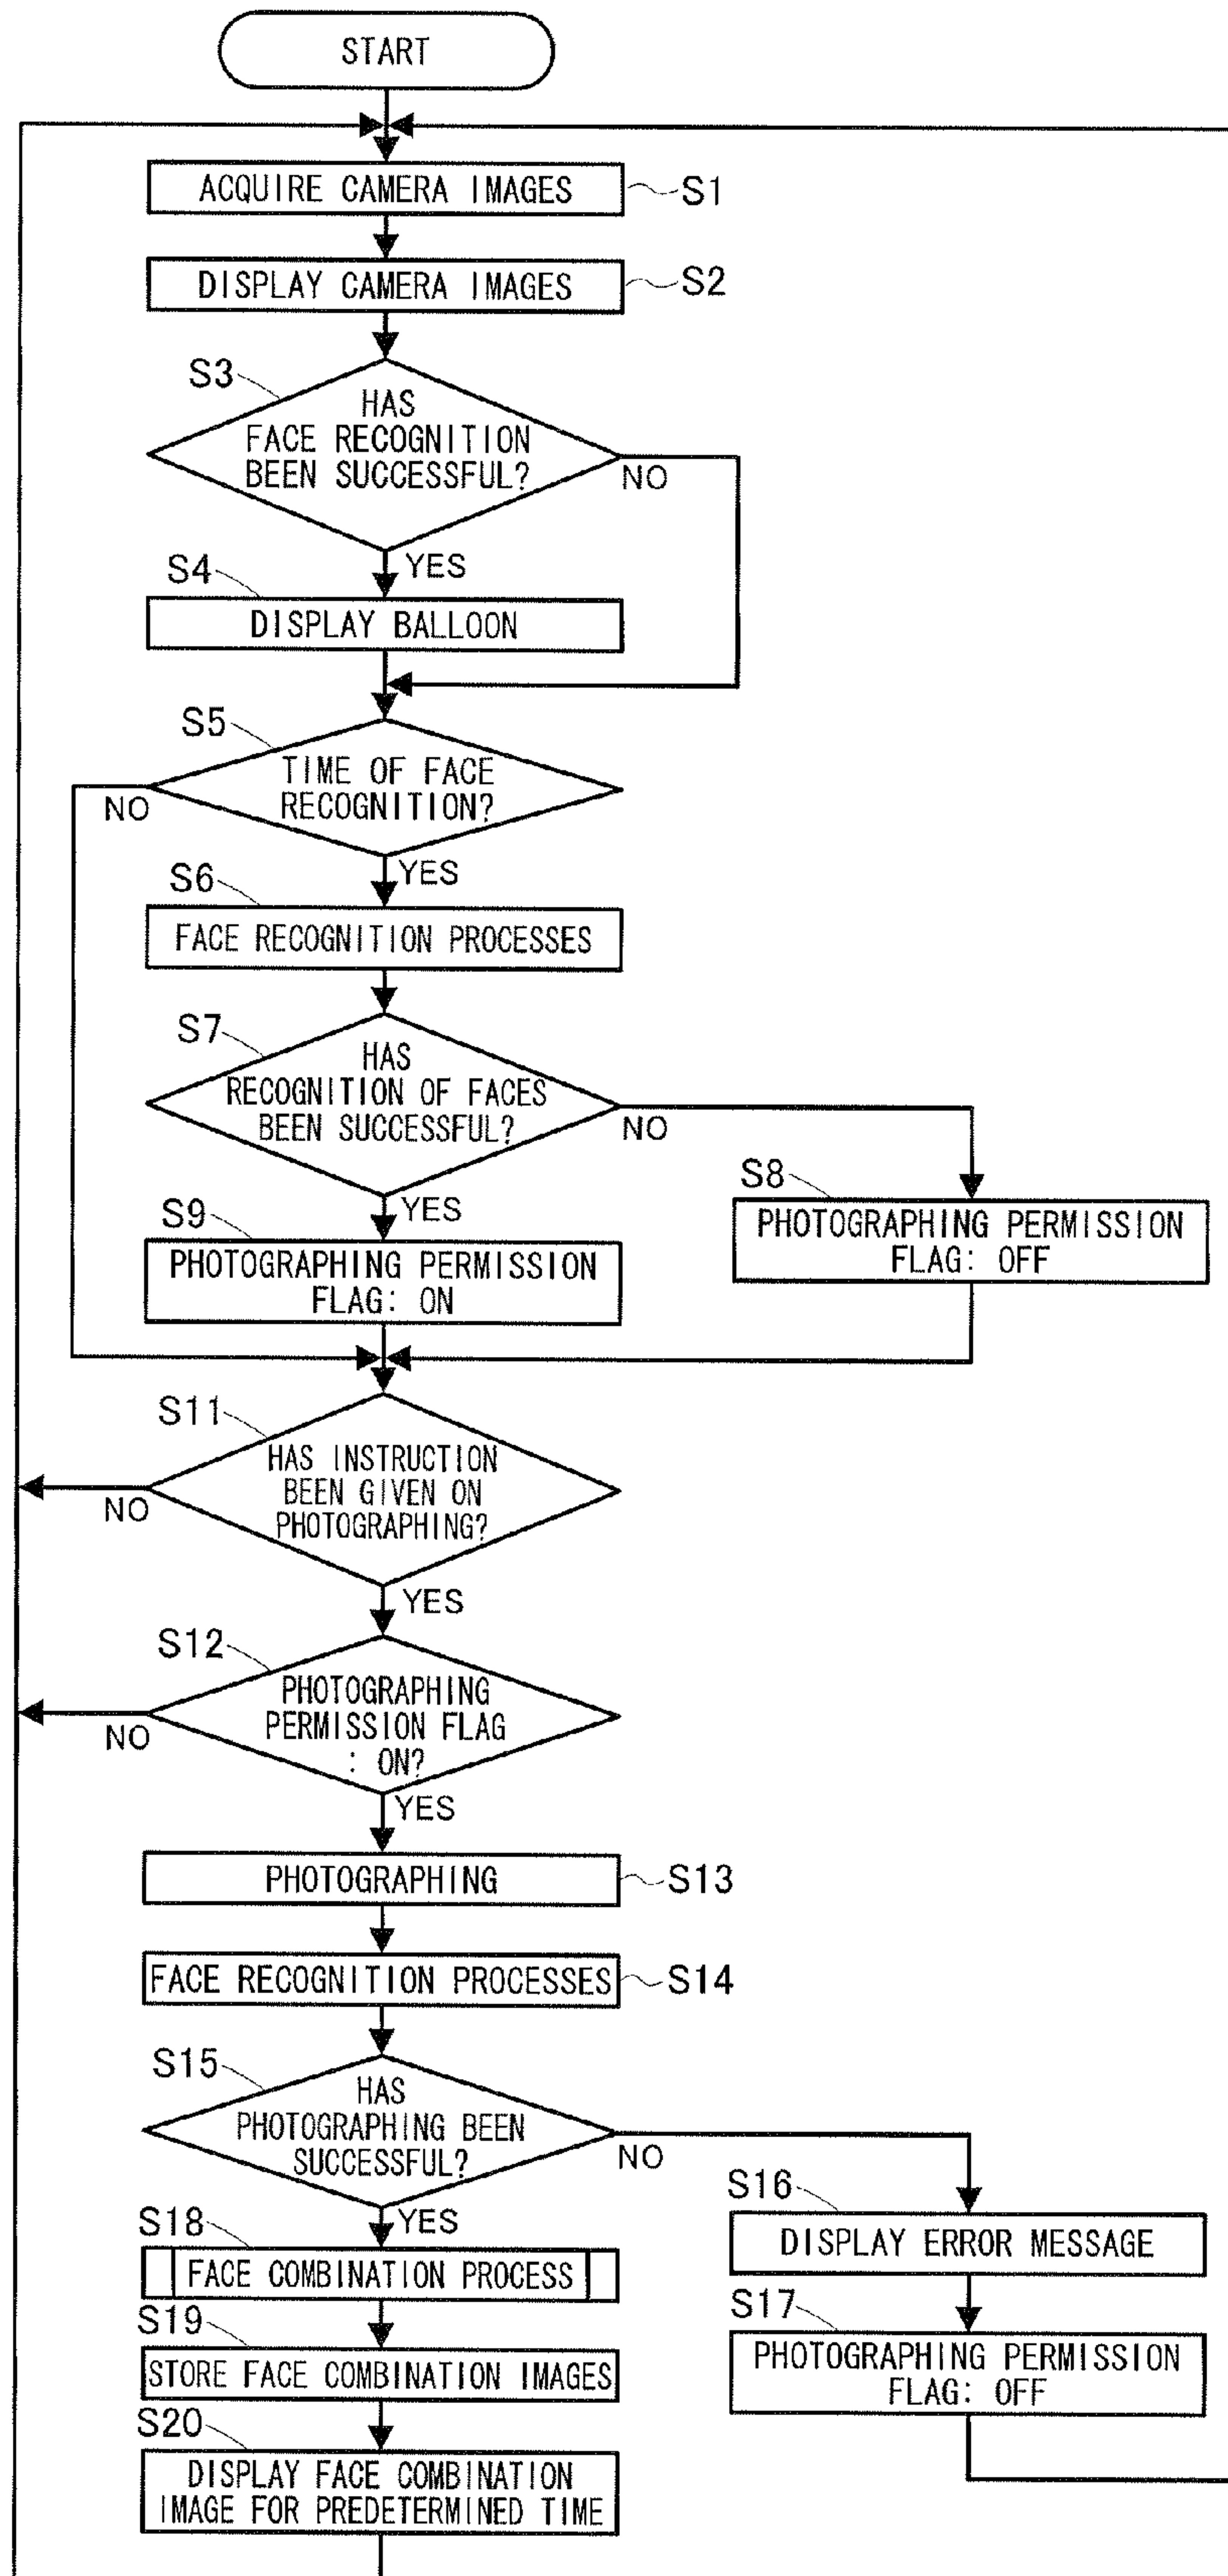 START
ACQUIRE CAMERA IMAGES
S1
DISPLAY CAMERA IMAGES
S2
S3
HAS
FACE RECOGNITION
BEEN SUCCESSFUL?
NO
YES
S4
DISPLAY BALLOON
S5
TIME OF FACE
RECOGNITION?
NO
YES
S6
FACE RECOGNITION PROCESSES
S7
HAS
RECOGNITION OF FACES
BEEN SUCCESSFUL?
NO
YES
S8
PHOTOGRAPHING PERMISSION
FLAG: OFF
S9
PHOTOGRAPHING PERMISSION
FLAG: ON
S11
HAS INSTRUCTION
BEEN GIVEN ON
PHOTOGRAPHING?
NO
YES
S12
PHOTOGRAPHING
PERMISSION FLAG
: ON?
NO
YES
PHOTOGRAPHING
S13
FACE RECOGNITION PROCESSES
S14
S15
HAS
PHOTOGRAPHING BEEN
SUCCESSFUL?
NO
YES
S16
DISPLAY ERROR MESSAGE
S17
PHOTOGRAPHING PERMISSION
FLAG: OFF
S18
FACE COMBINATION PROCESS
S19
STORE FACE COMBINATION IMAGES
S20
DISPLAY FACE COMBINATION
IMAGE FOR PREDETERMINED TIME